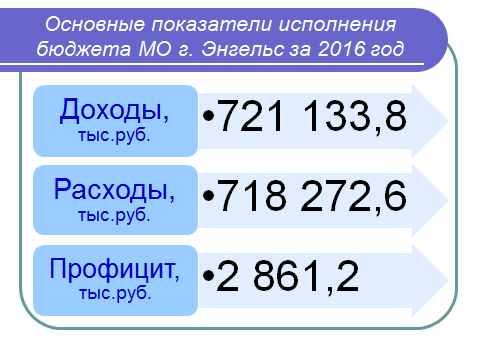 Основные показатели исполнения
бюджета МО г. Энгельс за 2016 год
Доходы,
тыс.руб.
•721 133,8
Расходы,
тыс.руб.
•718 272,6
Профицит,
тыс.руб.
•2 861,2